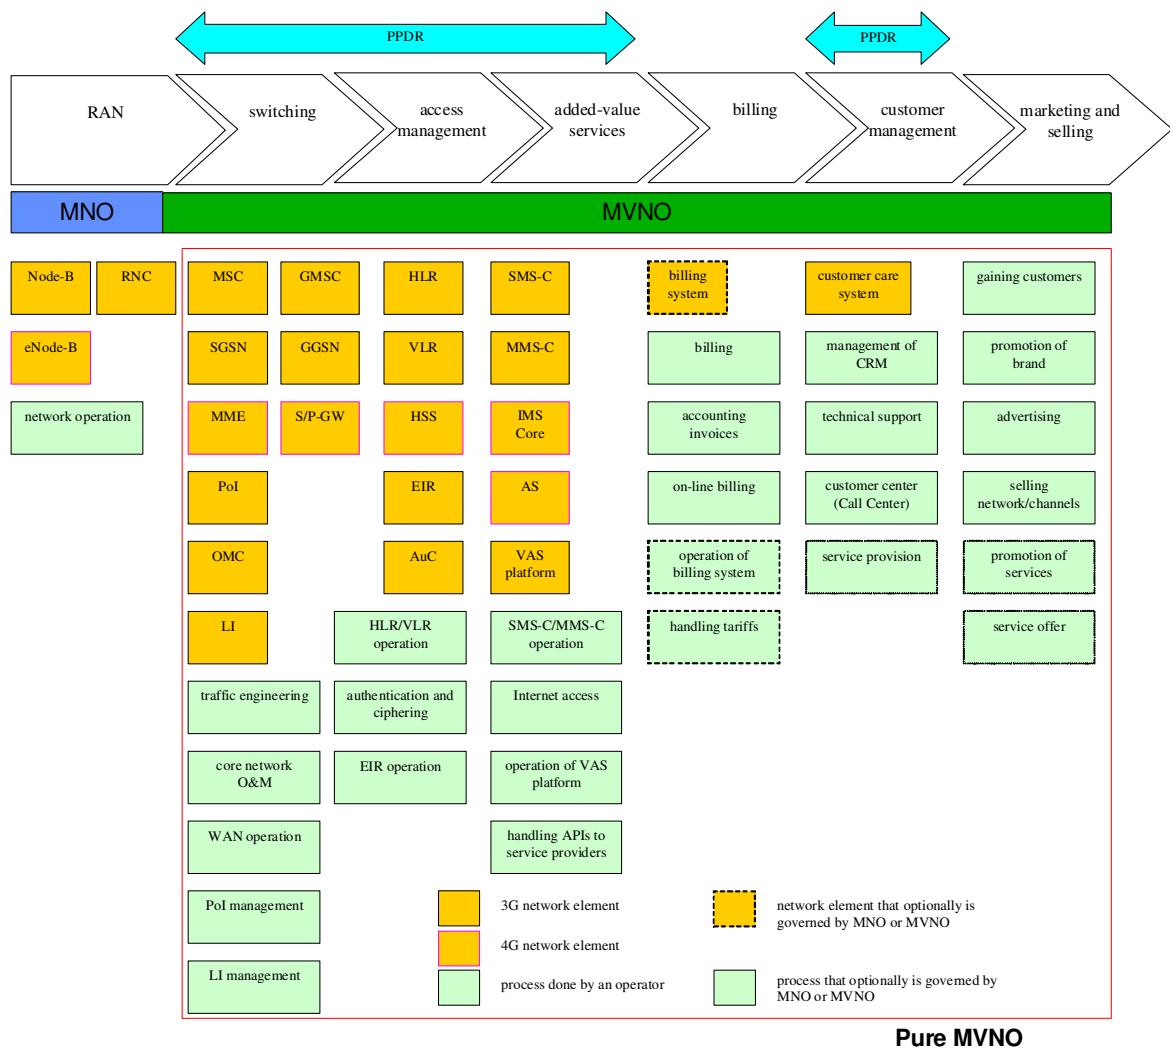 PPDR
PPDR
RAN
switching
access
management
added-value
services
billing
customer
management
marketing and
selling
MNO
MVNO
Node-B
RNC
MSC
GMSC
HLR
SMS-C
billing
system
customer care
system
gaining customers
eNode-B
SGSN
GGSN
VLR
MMS-C
billing
management of
CRM
promotion of
brand
network operation
MME
S/P-GW
HSS
IMS
Core
accounting
invoices
technical support
advertising
PoI
EIR
AS
on-line billing
customer center
(Call Center)
selling
network/channels
OMC
AuC
VAS
platform
operation of
billing system
service provision
promotion of
services
LI
HLR/VLR
operation
SMS-C/MMS-C
operation
handling tariffs
service offer
traffic engineering
authentication and
ciphering
Internet access
core network
O&M
EIR operation
operation of VAS
platform
WAN operation
handling APIs to
service providers
PoI management
3G network element
network element that optionally is
governed by MNO or MVNO
4G network element
LI management
process done by an operator
process that optionally is governed by
MNO or MVNO
Pure MVNO